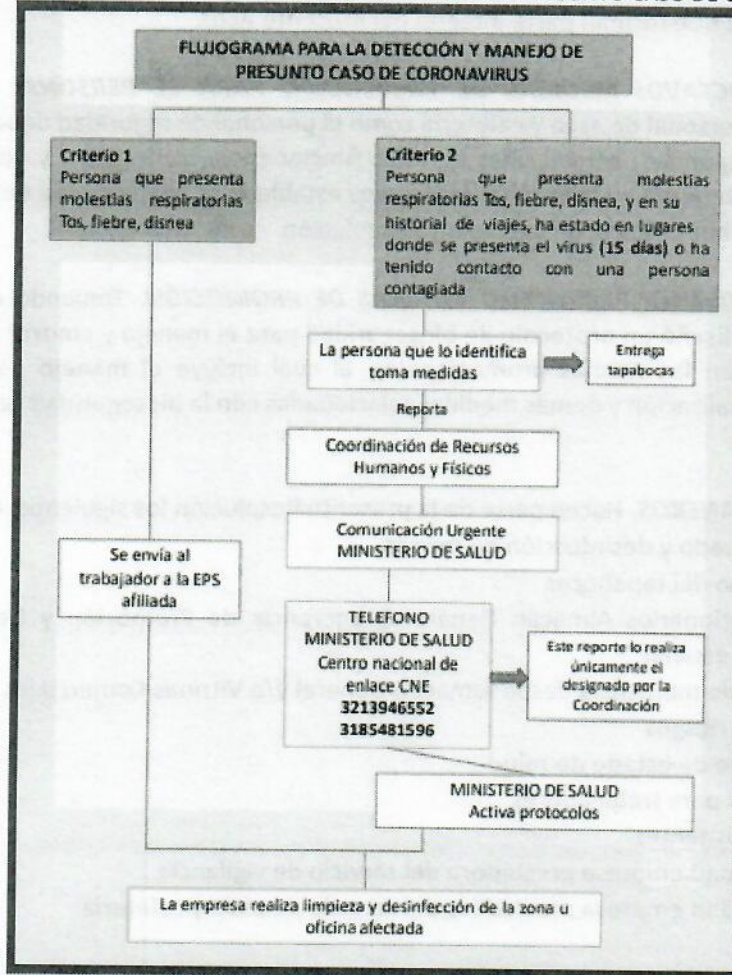 FLUJOGRAMA PARA LA DETECCIÓN Y MANEJO DE
PRESUNTO CASO DE CORONAVIRUS
Criterio 1
Persona que presenta
molestias respiratorias
Tos, fiebre, disnea
Criterio 2
Persona que presenta molestias
respiratorias Tos, fiebre, disnea, y en su
historial de viajes, ha estado en lugares
donde se presenta el virus (15 días) o ha
tenido contacto con una persona
contagiada
La persona que lo identifica
toma medidas
Entrega
tapabocas
Reporta
Coordinación de Recursos
Humanos y Físicos
Comunicación Urgente
MINISTERIO DE SALUD
Se envía al
trabajador a la EPS
afiliada
TELEFONO
MINISTERIO DE SALUD
Centro nacional de
enlace CNE
3213946552
3185481596
Este reporte lo realiza
únicamente el
designado por la
Coordinación
MINISTERIO DE SALUD
Activa protocolos
La empresa realiza limpieza y desinfección de la zona u
oficina afectada